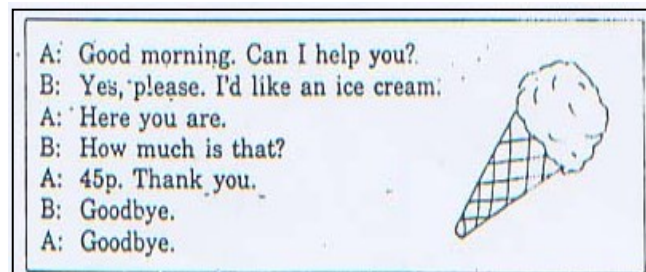 A: Good morning. Can I help you?
B: Yes, please. I'd like an ice cream.
A: Here you are.
B: How much is that?
A: 45p. Thank you.
B: Goodbye.
A: Goodbye.